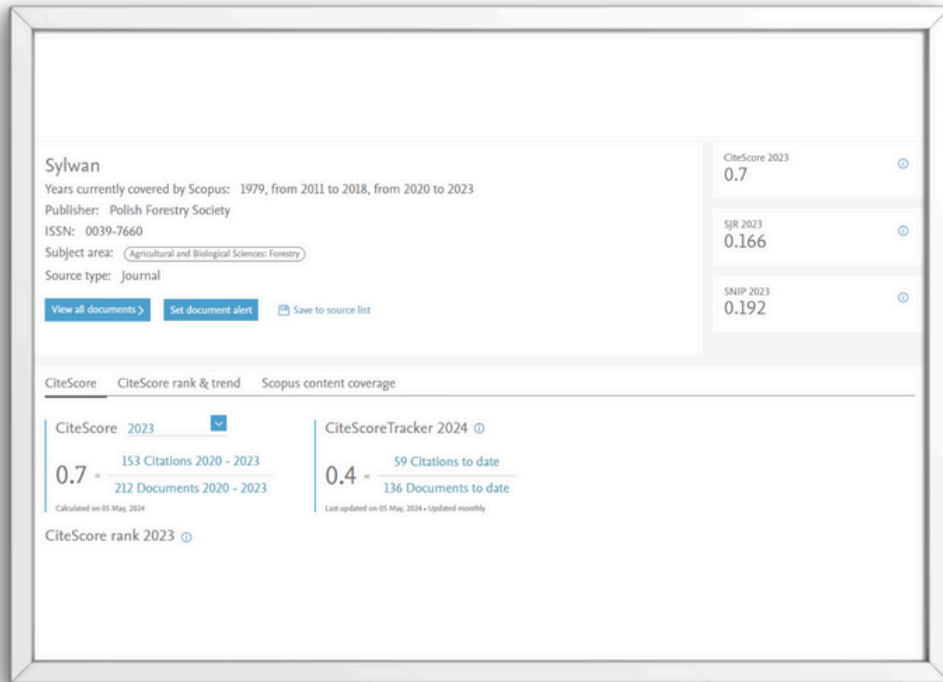 Sylwan
Years currently covered by Scopus: 1979, from 2011 to 2018, from 2020 to 2023
Publisher: Polish Forestry Society
ISSN: 0039-7660
Subject area: Agricultural and Biological Sciences: Forestry
Source type: Journal
View all documents >
Set document alert
Save to source list
CiteScore 2023
0.7
SJR 2023
0.166
SNIP 2023
0.192
CiteScore CiteScore rank & trend Scopus content coverage
CiteScore 2023
0.7 =
153 Citations 2020 - 2023
212 Documents 2020 - 2023
Calculated on 05 May, 2024
CiteScoreTracker 2024
0.4 =
59 Citations to date
136 Documents to date
Last updated on 05 May, 2024 • Updated monthly
CiteScore rank 2023